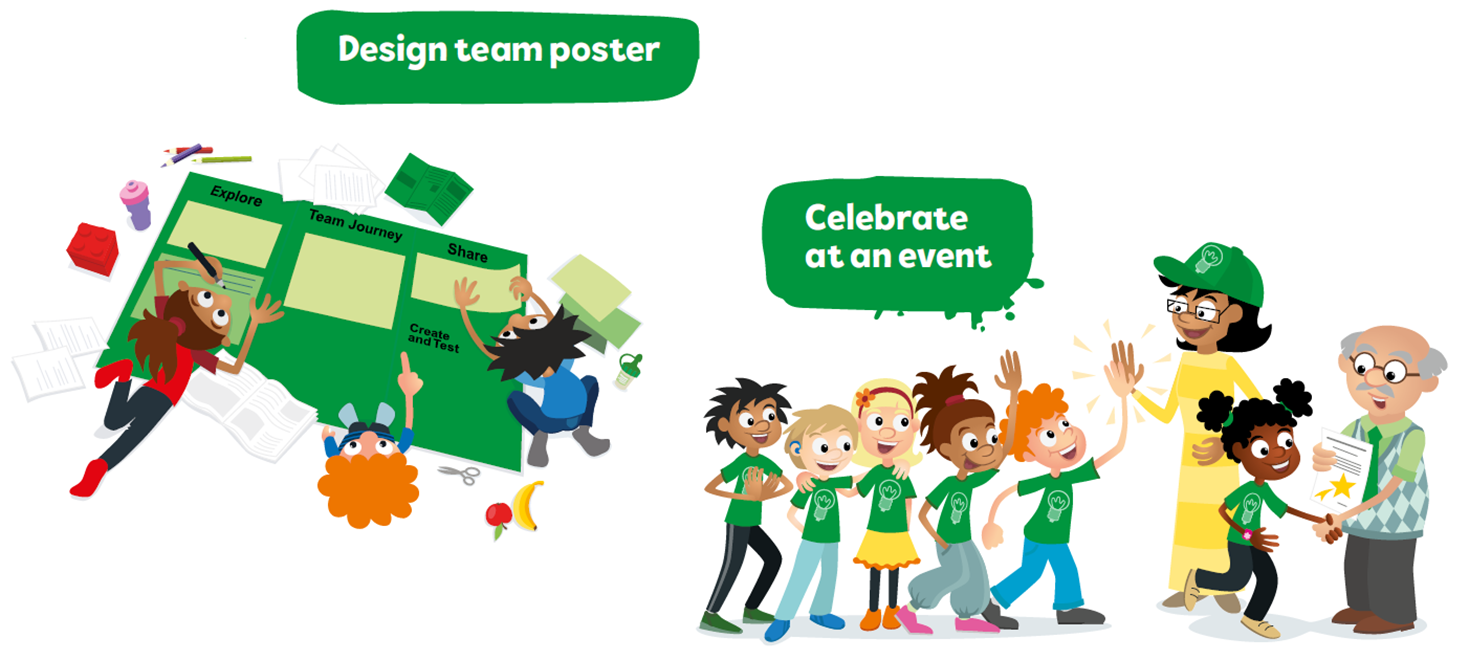 Design team poster
Explore
Team Journey
Share
Create
and Test
Celebrate
at an event